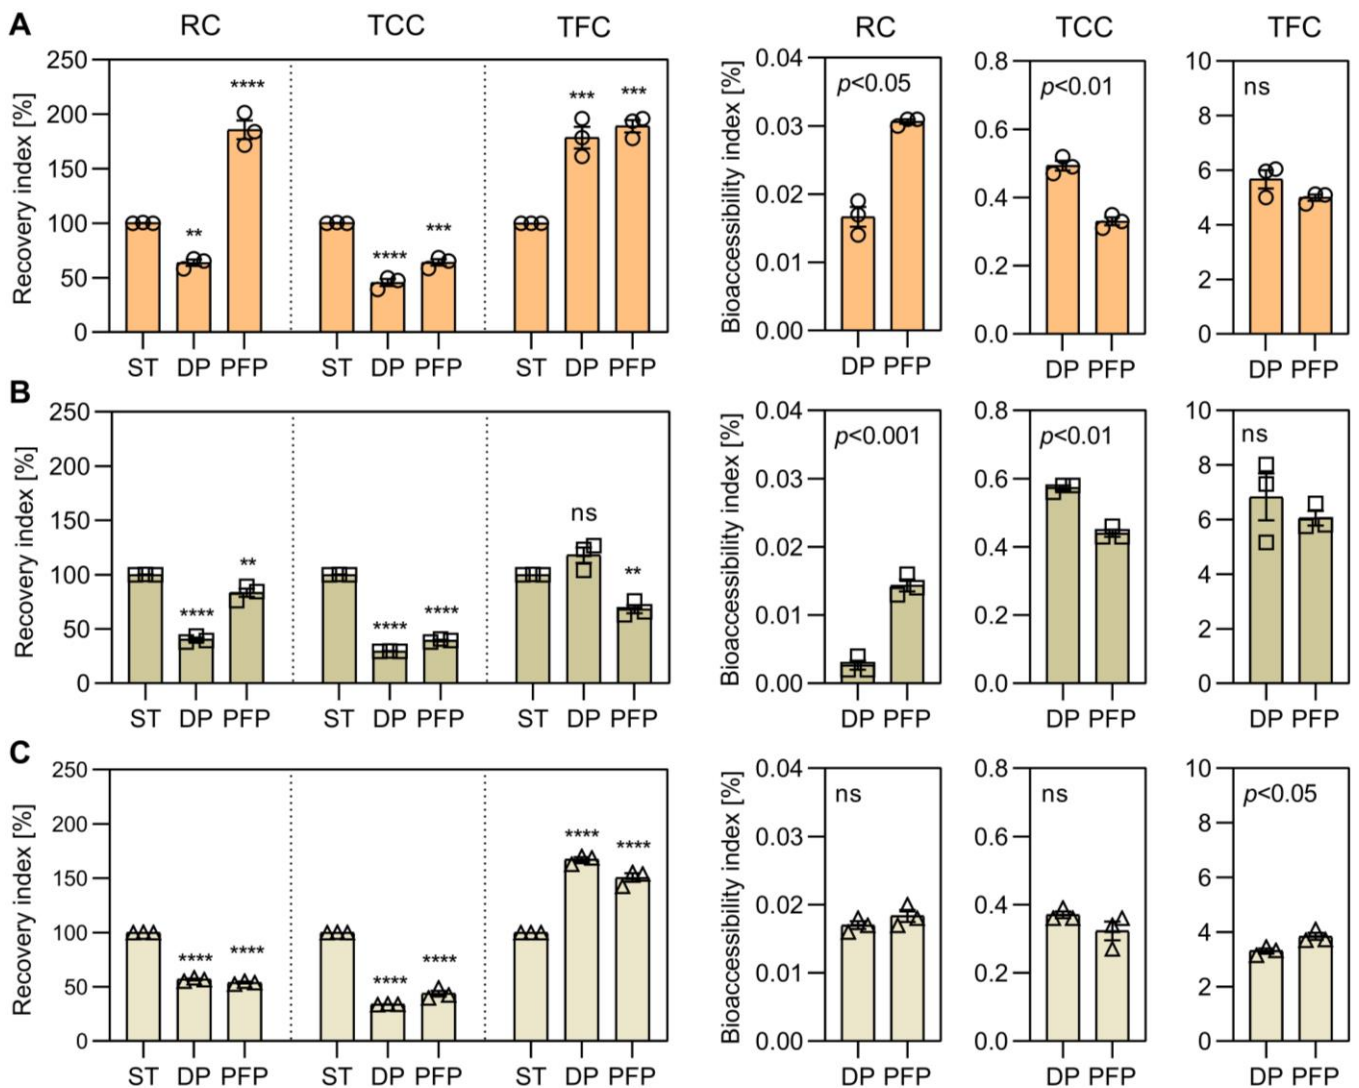 A
RC TCC TFC RC TCC TFC
Recovery index [%]
250
200
150
100
50
0
**
****
****
***
***
***
ST DP PFP ST DP PFP ST DP PFP
Bioaccessibility index [%]
0.04
0.03
0.02
0.01
0.00
p<0.05
DP PFP
0.8
0.6
0.4
0.2
0.0
p<0.01
DP PFP
10
8
6
4
2
0
ns
DP PFP
B
Recovery index [%]
250
200
150
100
50
0
****
**
****
****
ns
**
ST DP PFP ST DP PFP ST DP PFP
Bioaccessibility index [%]
0.04
0.03
0.02
0.01
0.00
p<0.001
DP PFP
0.8
0.6
0.4
0.2
0.0
p<0.01
DP PFP
10
8
6
4
2
0
ns
DP PFP
C
Recovery index [%]
250
200
150
100
50
0
****
****
****
****
****
****
ST DP PFP ST DP PFP ST DP PFP
Bioaccessibility index [%]
0.04
0.03
0.02
0.01
0.00
ns
DP PFP
0.8
0.6
0.4
0.2
0.0
ns
DP PFP
10
8
6
4
2
0
p<0.05
DP PFP